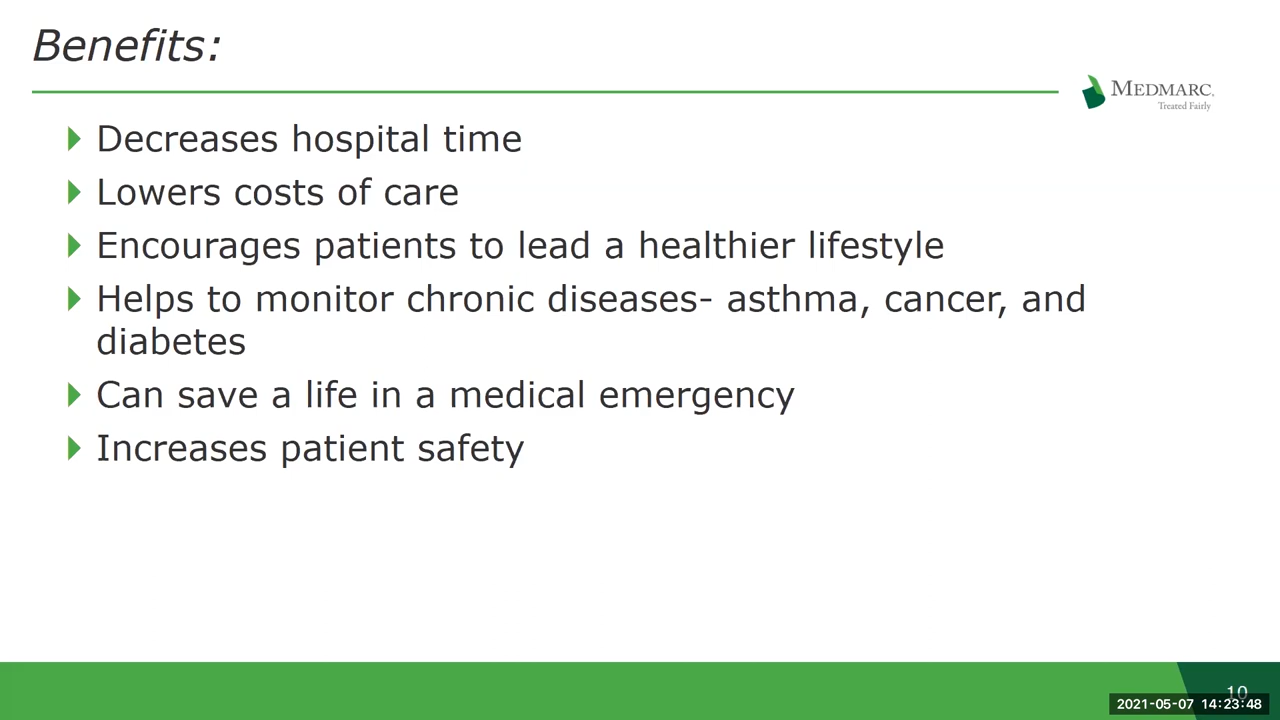 Benefits:
MEDMARC.
Treated Fairly
Decreases hospital time
Lowers costs of care
Encourages patients to lead a healthier lifestyle
Helps to monitor chronic diseases- asthma, cancer, and
diabetes
Can save a life in a medical emergency
Increases patient safety
10
2021-05-07 14:23:48